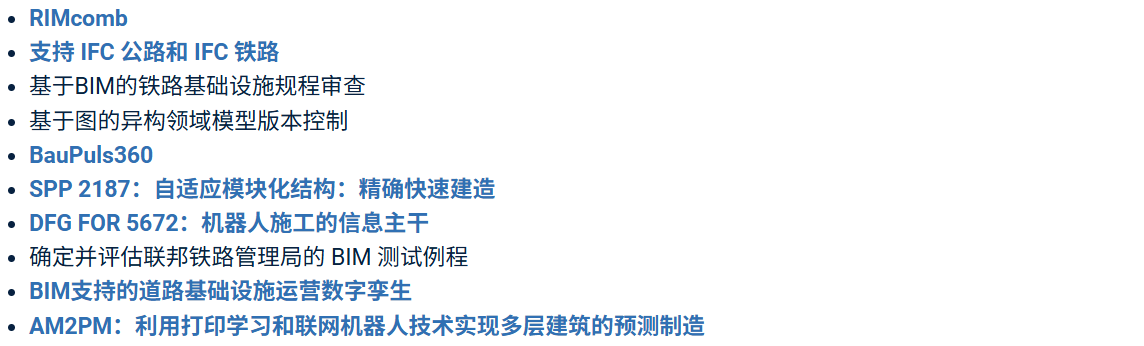 RIMcomb
支持 IFC 公路和 IFC 铁路
基于BIM的铁路基础设施规程审查
基于图的异构领域模型版本控制
BauPuls360
SPP 2187：自适应模块化结构：精确快速建造
DFG FOR 5672：机器人施工的信息主干
确定并评估联邦铁路管理局的 BIM 测试例程
BIM支持的道路基础设施运营数字孪生
AM2PM：利用打印学习和联网机器人技术实现多层建筑的预测制造